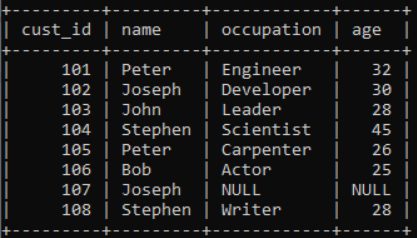 | cust_id | name    | occupation | age  |
|     101 | Peter   | Engineer   |   32 |
|     102 | Joseph  | Developer  |   30 |
|     103 | John    | Leader     |   28 |
|     104 | Stephen | Scientist  |   45 |
|     105 | Peter   | Carpenter  |   26 |
|     106 | Bob     | Actor      |   25 |
|     107 | Joseph  | NULL       | NULL |
|     108 | Stephen | Writer     |   28 |